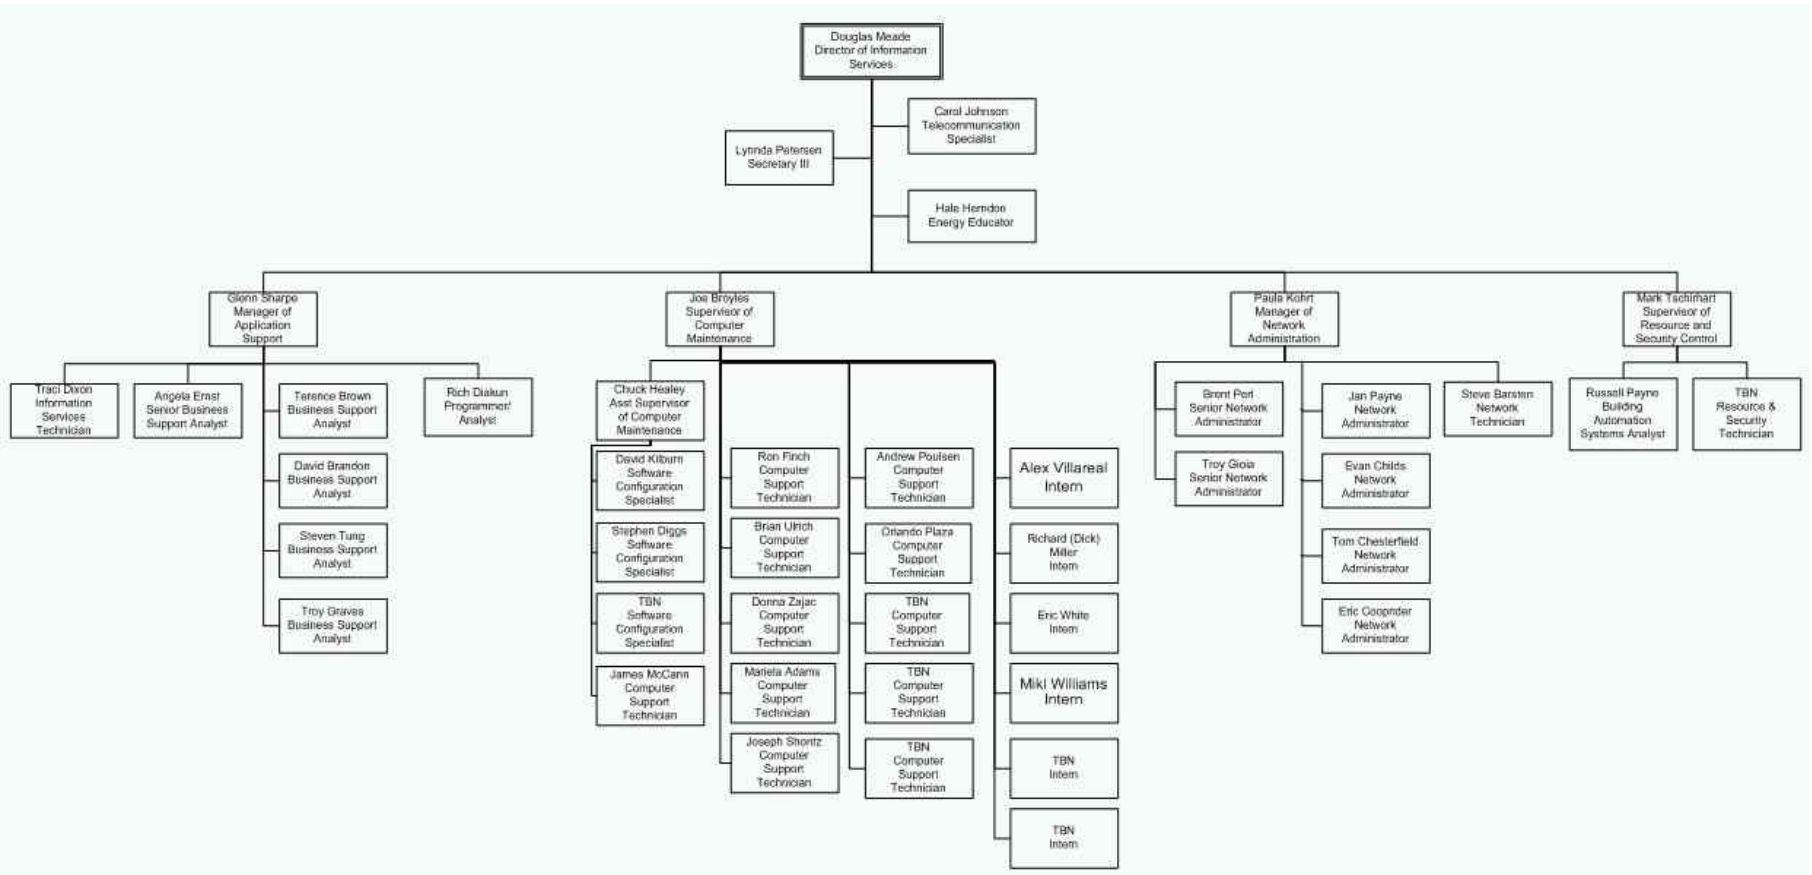 Douglas Meade
Director of Information
Services
Carol Johnson
Telecommunication
Specialist
Lynnda Petersen
Secretary III
Hale Herndon
Energy Educator
Glenn Sharpe
Manager of
Application
Support
Joe Broyles
Supervisor of
Computer
Maintenance
Paula Kohrt
Manager of
Network
Administration
Mark Tschirhart
Supervisor of
Resource and
Security Control
Traci Dixon
Information
Services
Technician
Angela Ernst
Senior Business
Support Analyst
Terence Brown
Business Support
Analyst
Rich Diakun
Programmer/
Analyst
David Brandon
Business Support
Analyst
Steven Tung
Business Support
Analyst
Troy Graves
Business Support
Analyst
Chuck Healey
Asst Supervisor
of Computer
Maintenance
David Kilburn
Software
Configuration
Specialist
Stephen Diggs
Software
Configuration
Specialist
TBN
Software
Configuration
Specialist
James McCann
Computer
Support
Technician
Ron Finch
Computer
Support
Technician
Brian Ulrich
Computer
Support
Technician
Donna Zajac
Computer
Support
Technician
Mariela Adams
Computer
Support
Technician
Joseph Shontz
Computer
Support
Technician
Andrew Poulsen
Computer
Support
Technician
Orlando Plaza
Computer
Support
Technician
TBN
Computer
Support
Technician
TBN
Computer
Support
Technician
TBN
Computer
Support
Technician
Alex Villareal
Intern
Richard (Dick)
Miller
Intern
Eric White
Intern
Miki Williams
Intern
TBN
Intern
TBN
Intern
Brent Perl
Senior Network
Administrator
Troy Gioia
Senior Network
Administrator
Jan Payne
Network
Administrator
Evan Childs
Network
Administrator
Tom Chesterfield
Network
Administrator
Eric Cooprider
Network
Administrator
Steve Barsten
Network
Technician
Russell Payne
Building
Automation
Systems Analyst
TBN
Resource &
Security
Technician